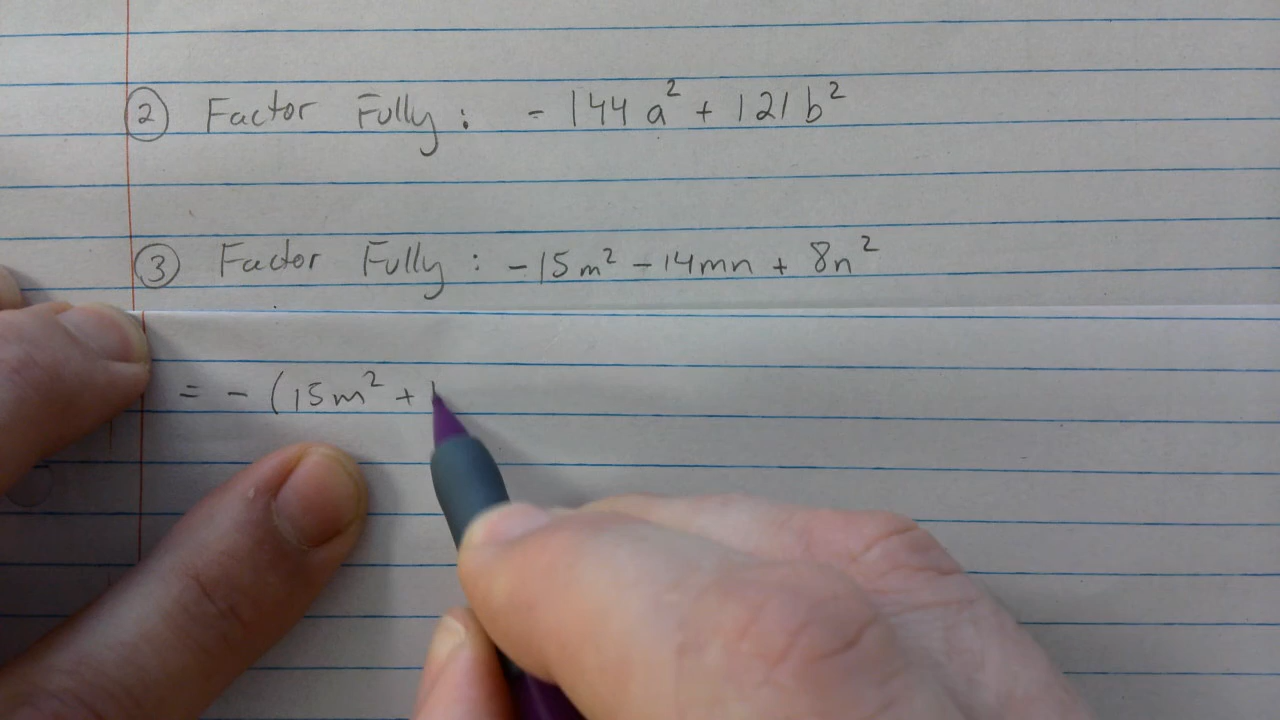 ② Factor Fully: -144a² + 121b²
③ Factor Fully: -15m² - 14mn + 8n²
= - (15m² +